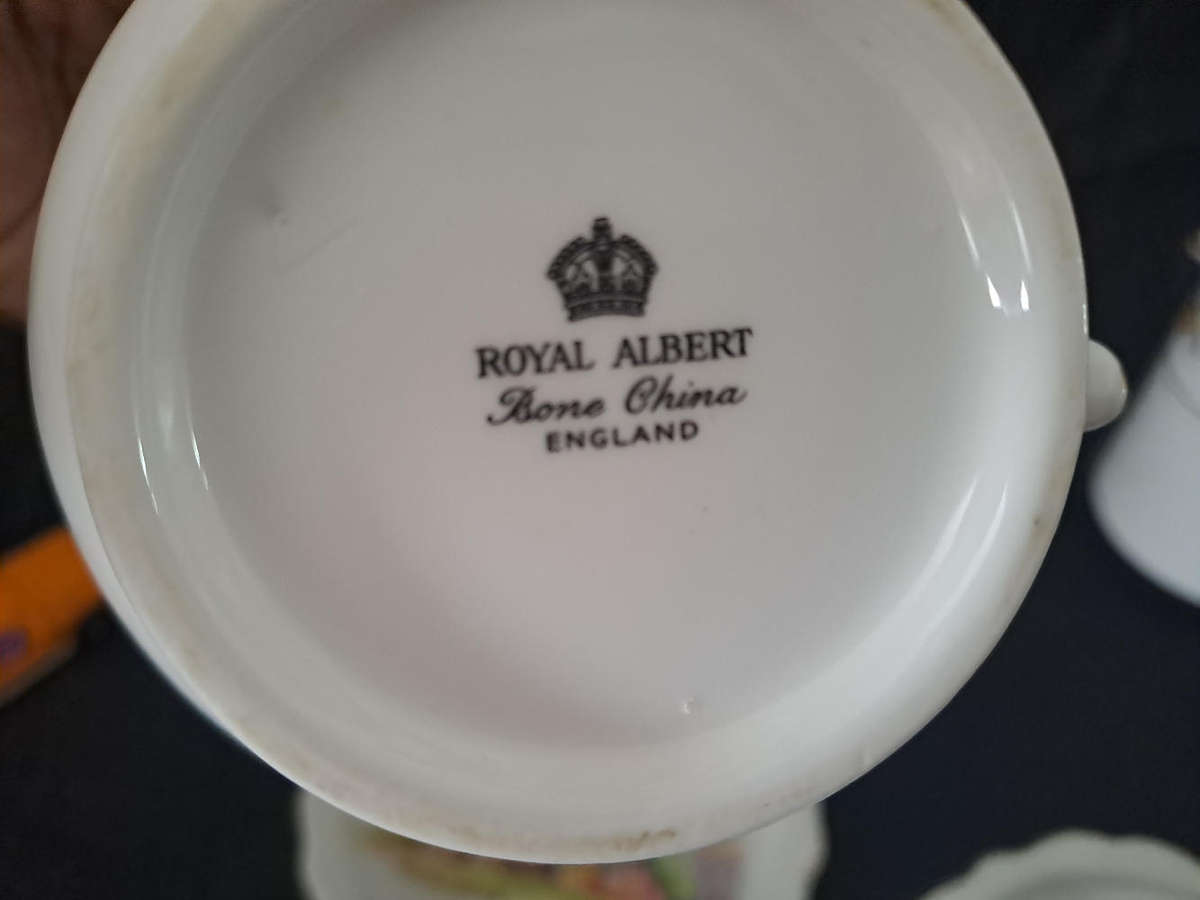 ROYAL ALBERT
Bone China
ENGLAND